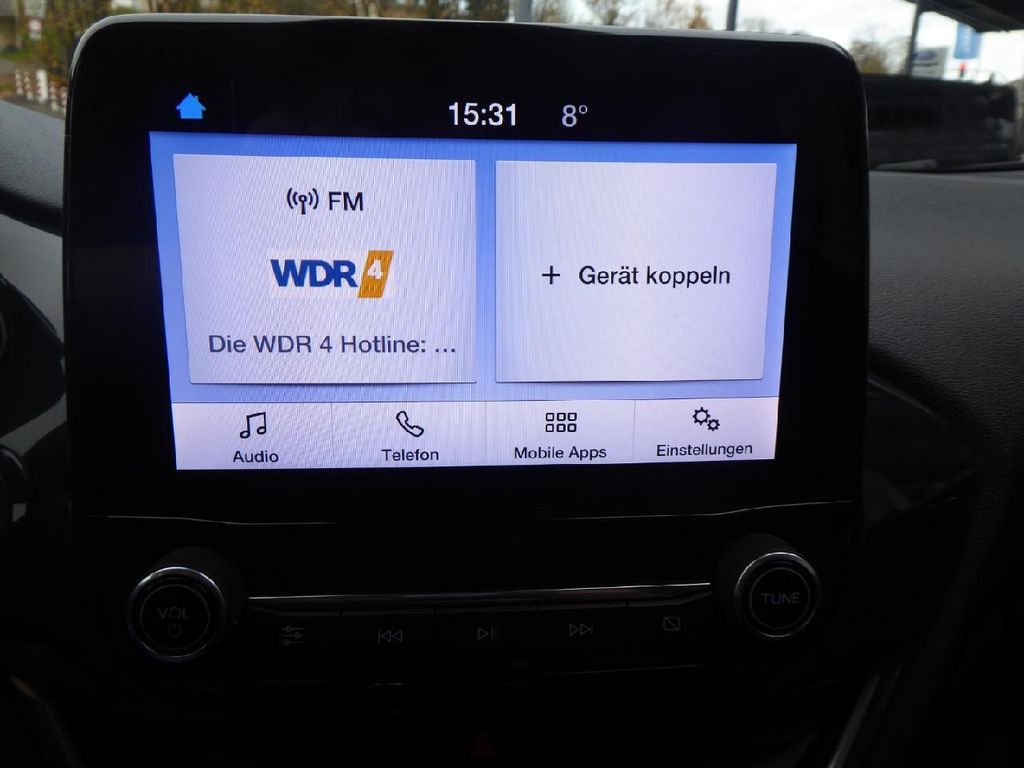 15:31 8°
FM
WDR 4
Die WDR 4 Hotline: ...
+ Gerät koppeln
Audio
Telefon
Mobile Apps
Einstellungen
VOL
TUNE